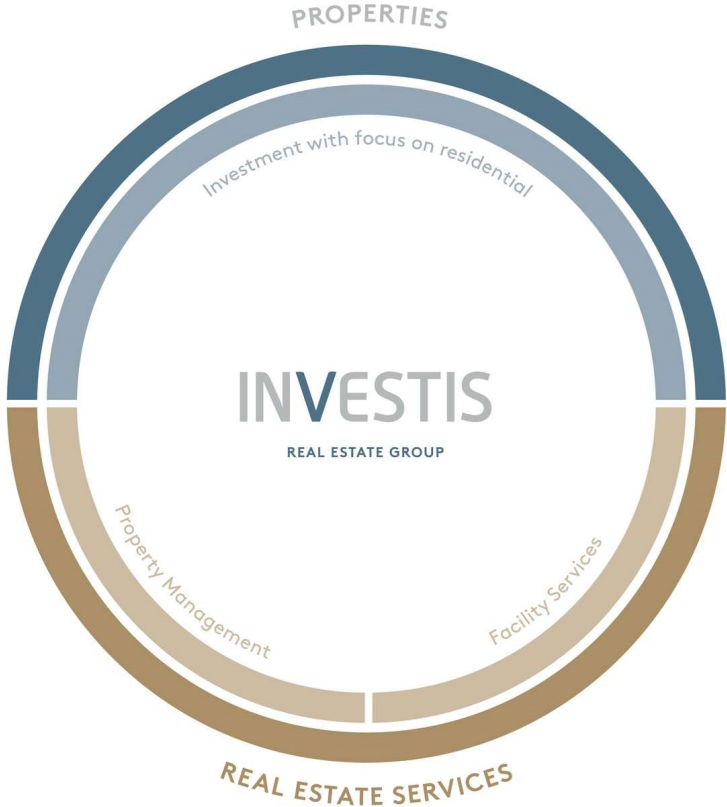 PROPERTIES
Investment with focus on residential
INVESTIS
REAL ESTATE GROUP
Property Management
Facility Services
REAL ESTATE SERVICES